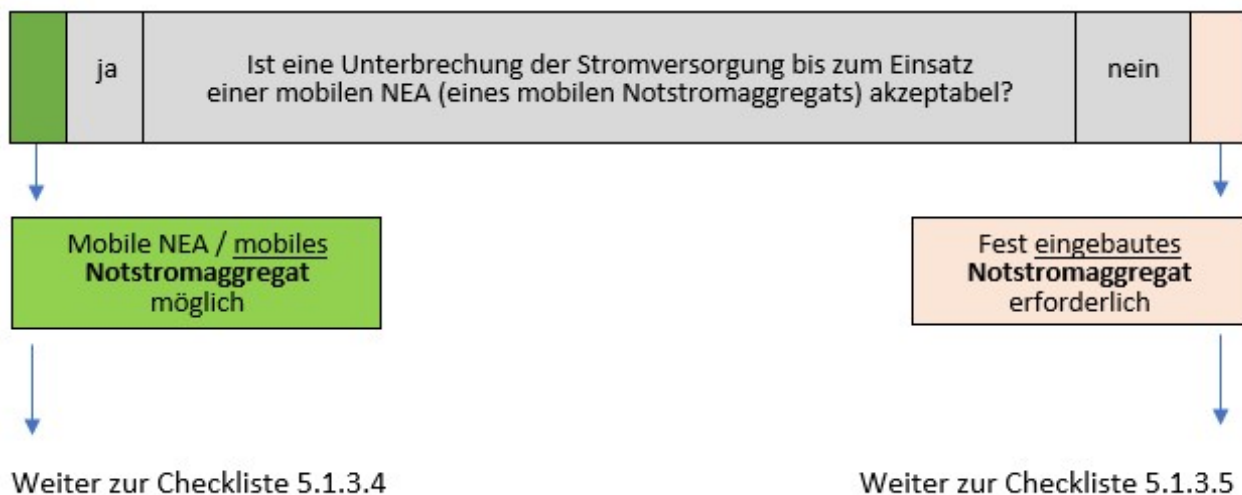 ja
Ist eine Unterbrechung der Stromversorgung bis zum Einsatz
einer mobilen NEA (eines mobilen Notstromaggregats) akzeptabel?
nein
Mobile NEA / mobiles
Notstromaggregat
möglich
Fest eingebautes
Notstromaggregat
erforderlich
Weiter zur Checkliste 5.1.3.4
Weiter zur Checkliste 5.1.3.5